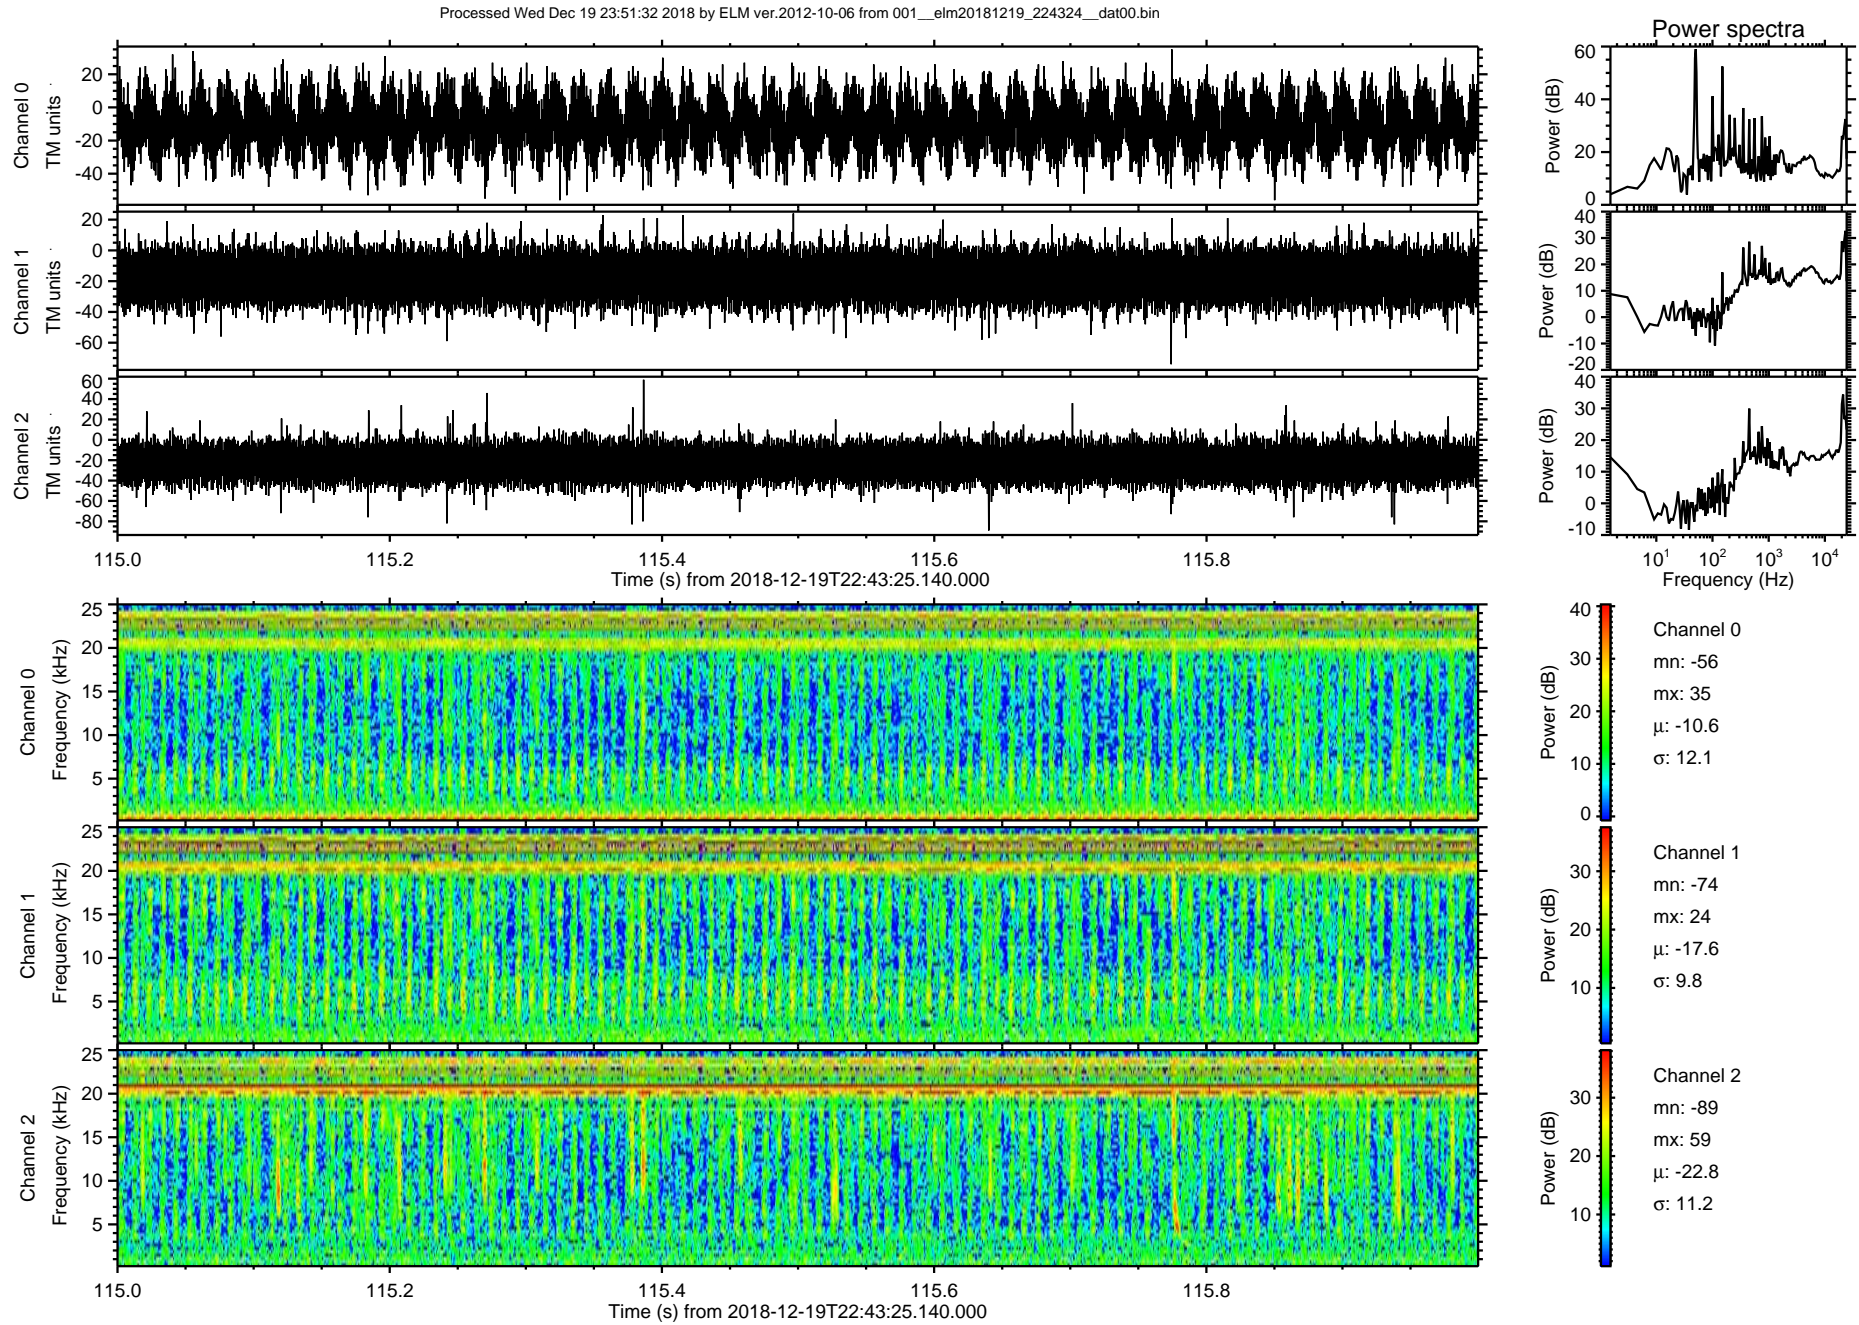 Processed Wed Dec 19 23:51:32 2018 by ELM ver.2012-10-06 from 001__elm20181219_224324__dat00.bin
Power spectra
Channel 0
TM units
20
0
-20
-40
Power (dB)
60
40
20
0
Channel 1
TM units
20
0
-20
-40
-60
Power (dB)
40
30
20
10
0
-10
-20
Channel 2
TM units
60
40
20
0
-20
-40
-60
-80
Power (dB)
40
30
20
10
0
-10
115.0 115.2 115.4 115.6 115.8
Time (s) from 2018-12-19T22:43:25.140.000
10^1 10^2 10^3 10^4
Frequency (Hz)
Channel 0
Frequency (kHz)
25
20
15
10
5
Power (dB)
40
30
20
10
0
Channel 0
mn: -56
mx: 35
μ: -10.6
σ: 12.1
Channel 1
Frequency (kHz)
25
20
15
10
5
Power (dB)
30
20
10
Channel 1
mn: -74
mx: 24
μ: -17.6
σ: 9.8
Channel 2
Frequency (kHz)
25
20
15
10
5
Power (dB)
30
20
10
Channel 2
mn: -89
mx: 59
μ: -22.8
σ: 11.2
115.0 115.2 115.4 115.6 115.8
Time (s) from 2018-12-19T22:43:25.140.000